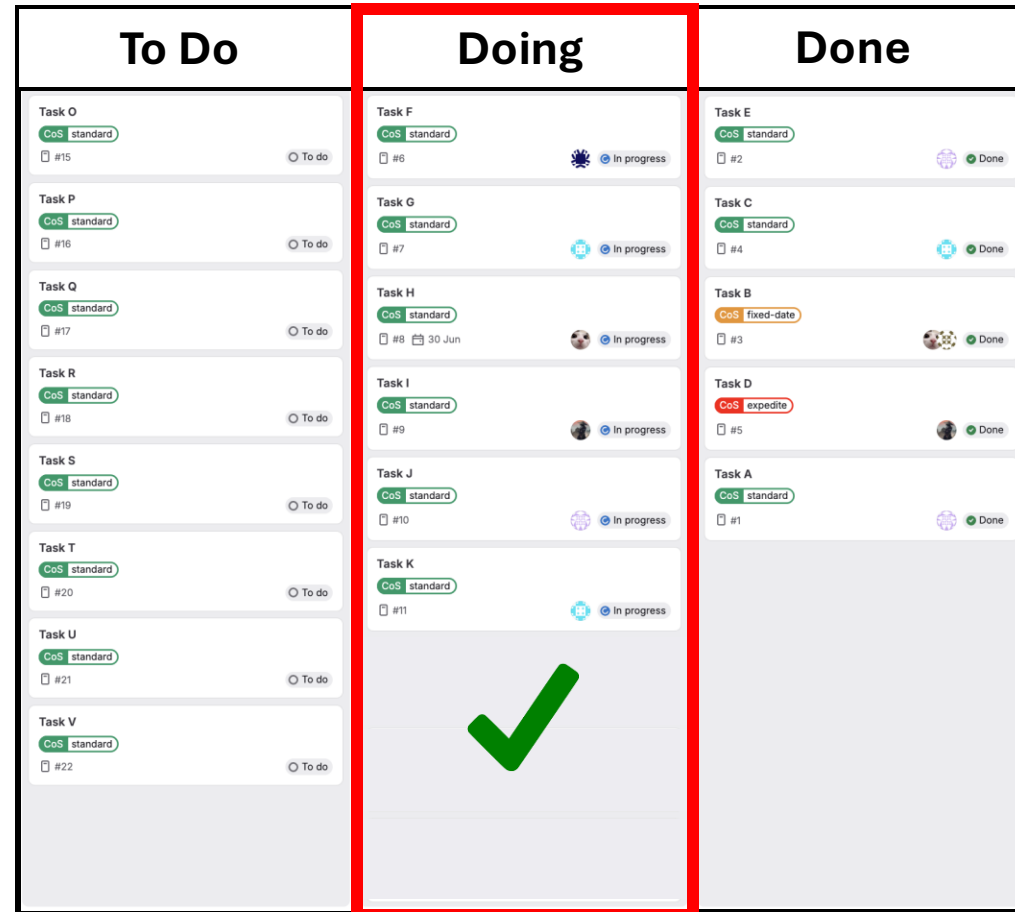 To Do
Task O
CoS standard
#15 To do
Task P
CoS standard
#16 To do
Task Q
CoS standard
#17 To do
Task R
CoS standard
#18 To do
Task S
CoS standard
#19 To do
Task T
CoS standard
#20 To do
Task U
CoS standard
#21 To do
Task V
CoS standard
#22 To do
Doing
Task F
CoS standard
#6 In progress
Task G
CoS standard
#7 In progress
Task H
CoS standard
#8 30 Jun In progress
Task I
CoS standard
#9 In progress
Task J
CoS standard
#10 In progress
Task K
CoS standard
#11 In progress
Done
Task E
CoS standard
#2 Done
Task C
CoS standard
#4 Done
Task B
CoS fixed-date
#3 Done
Task D
CoS expedite
#5 Done
Task A
CoS standard
#1 Done